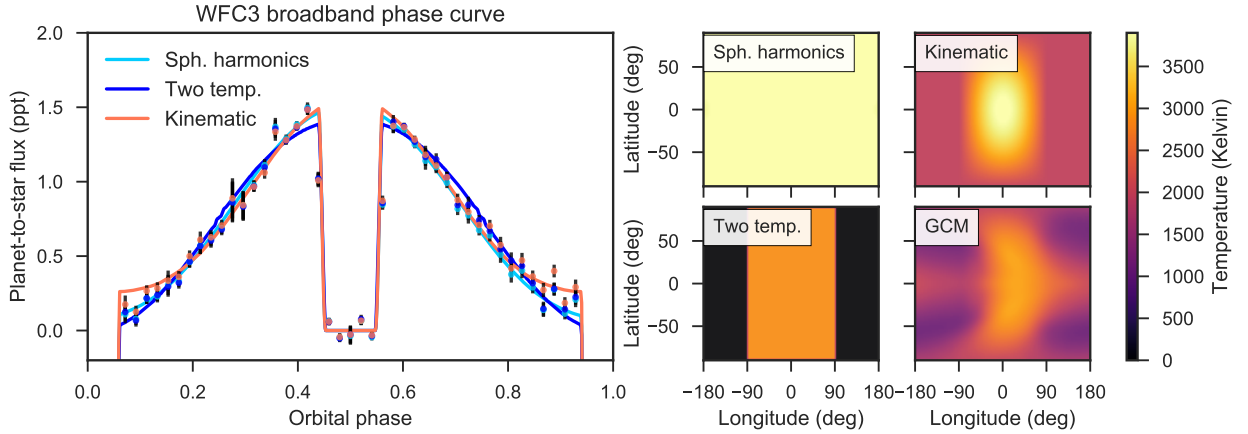 WFC3 broadband phase curve
2.0
1.5
1.0
0.5
0.0
Planet-to-star flux (ppt)
Sph. harmonics
Two temp.
Kinematic
0.0 0.2 0.4 0.6 0.8 1.0
Orbital phase
Sph. harmonics
Kinematic
50
0
−50
Latitude (deg)
Two temp.
GCM
50
0
−50
Latitude (deg)
−180 −90 0 90 180
Longitude (deg)
−180 −90 0 90 180
Longitude (deg)
3500
3000
2500
2000
1500
1000
500
0
Temperature (Kelvin)